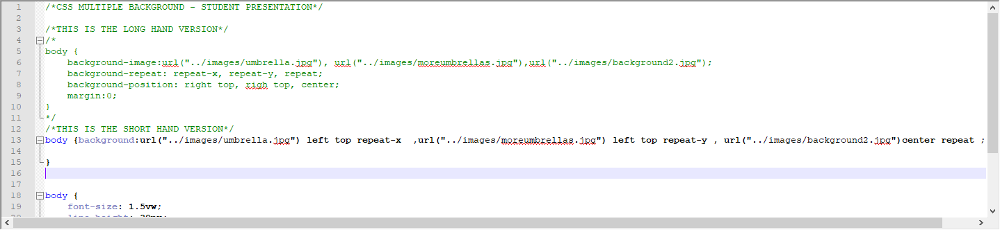 1 /*CSS MULTIPLE BACKGROUND - STUDENT PRESENTATION*/
2
3 /*THIS IS THE LONG HAND VERSION*/
4 /*
5 body {
6 background-image:url("../images/umbrella.jpg"), url("../images/moreumbrellas.jpg"),url("../images/background2.jpg");
7 background-repeat: repeat-x, repeat-y, repeat;
8 background-position: right top, righ top, center;
9 margin:0;
10 }
11 */
12 /*THIS IS THE SHORT HAND VERSION*/
13 body {background:url("../images/umbrella.jpg") left top repeat-x ,url("../images/moreumbrellas.jpg") left top repeat-y , url("../images/background2.jpg")center repeat ;
14
15 }
16
17
18 body {
19 font-size: 1.5vw;